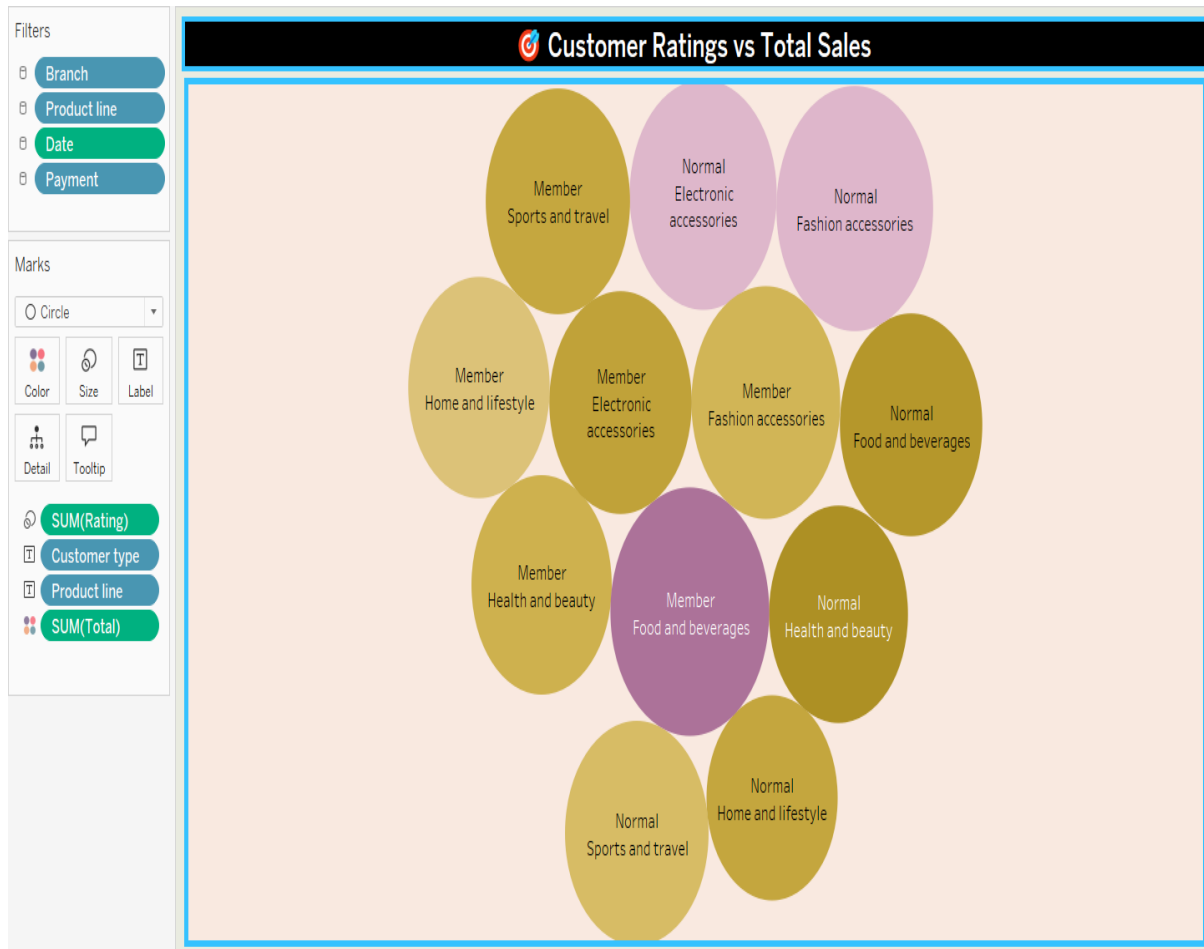 Filters
Branch
Product line
Date
Payment
Marks
Circle
Color
Size
Label
Detail
Tooltip
SUM(Rating)
Customer type
Product line
SUM(Total)
🎯 Customer Ratings vs Total Sales
Member
Sports and travel
Normal
Electronic
accessories
Normal
Fashion accessories
Member
Home and lifestyle
Member
Electronic
accessories
Member
Fashion accessories
Normal
Food and beverages
Member
Health and beauty
Member
Food and beverages
Normal
Health and beauty
Normal
Sports and travel
Normal
Home and lifestyle